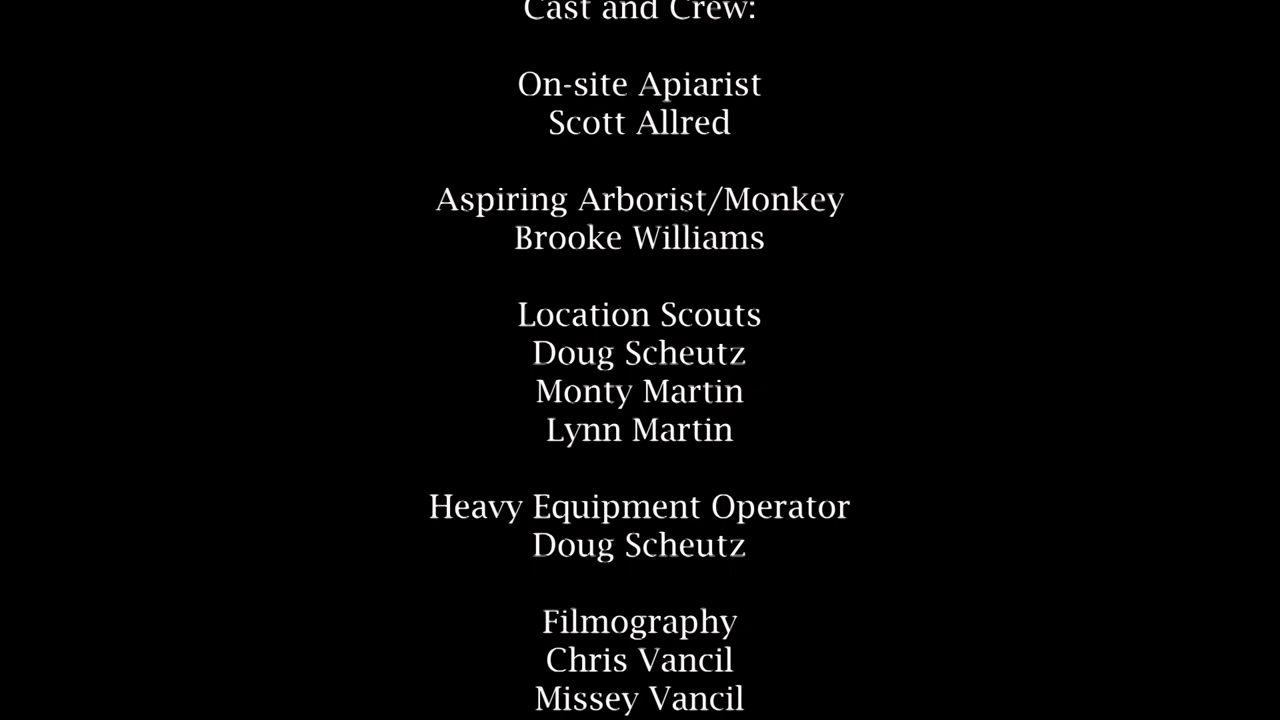 Cast and Crew:
On-site Apiarist
Scott Allred
Aspiring Arborist/Monkey
Brooke Williams
Location Scouts
Doug Scheutz
Monty Martin
Lynn Martin
Heavy Equipment Operator
Doug Scheutz
Filmography
Chris Vancil
Missey Vancil